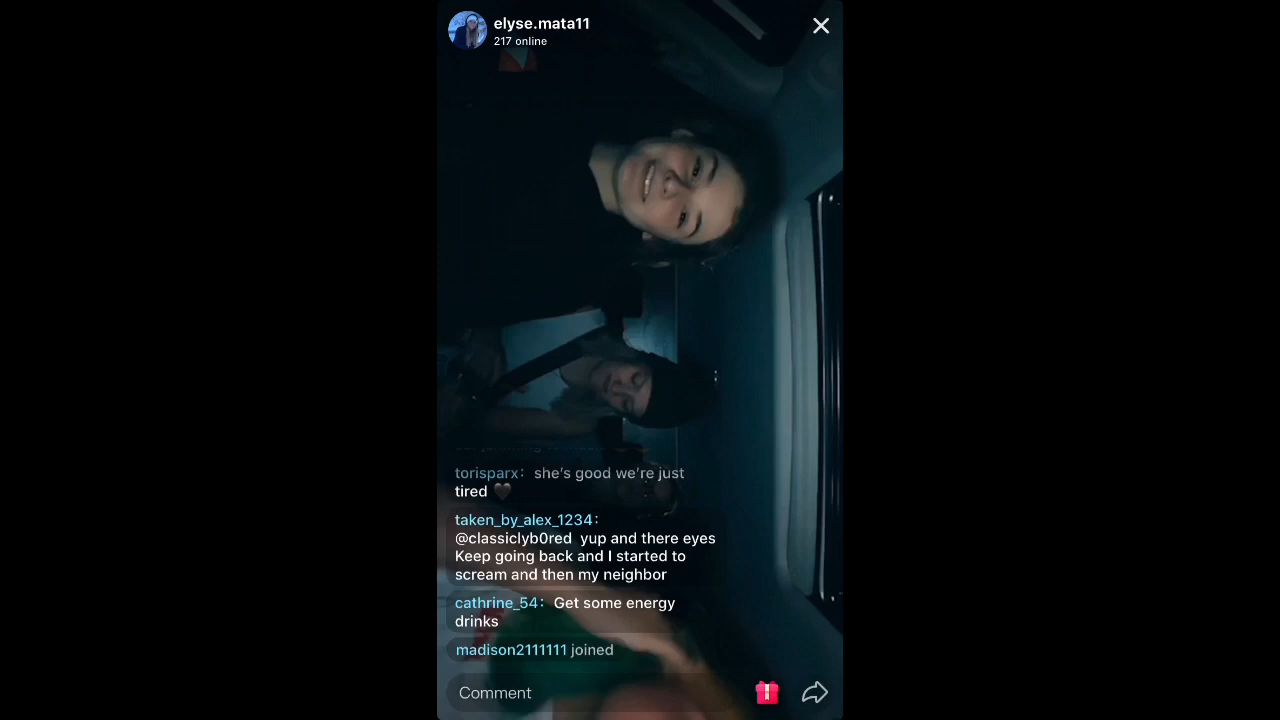 elyse.mata11
217 online
torisparx: she's good we're just
tired 🖤
taken_by_alex_1234:
@classiclyb0red yup and there eyes
Keep going back and I started to
scream and then my neighbor
cathrine_54: Get some energy
drinks
madison2111111 joined
Comment